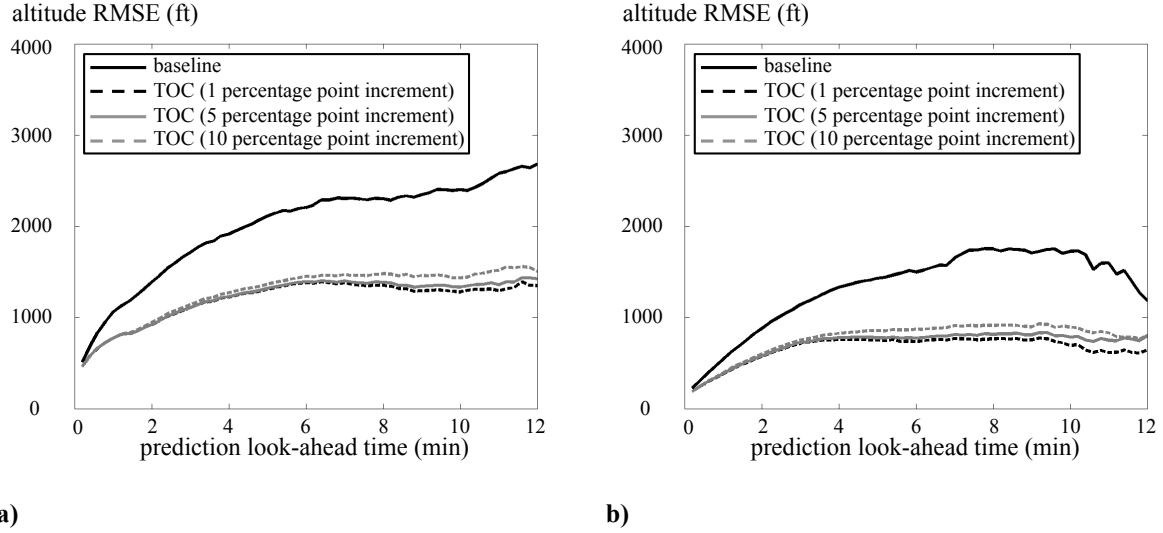 altitude RMSE (ft)
4000
3000
2000
1000
0
baseline
TOC (1 percentage point increment)
TOC (5 percentage point increment)
TOC (10 percentage point increment)
0 2 4 6 8 10 12
prediction look-ahead time (min)
a)
altitude RMSE (ft)
4000
3000
2000
1000
0
baseline
TOC (1 percentage point increment)
TOC (5 percentage point increment)
TOC (10 percentage point increment)
0 2 4 6 8 10 12
prediction look-ahead time (min)
b)